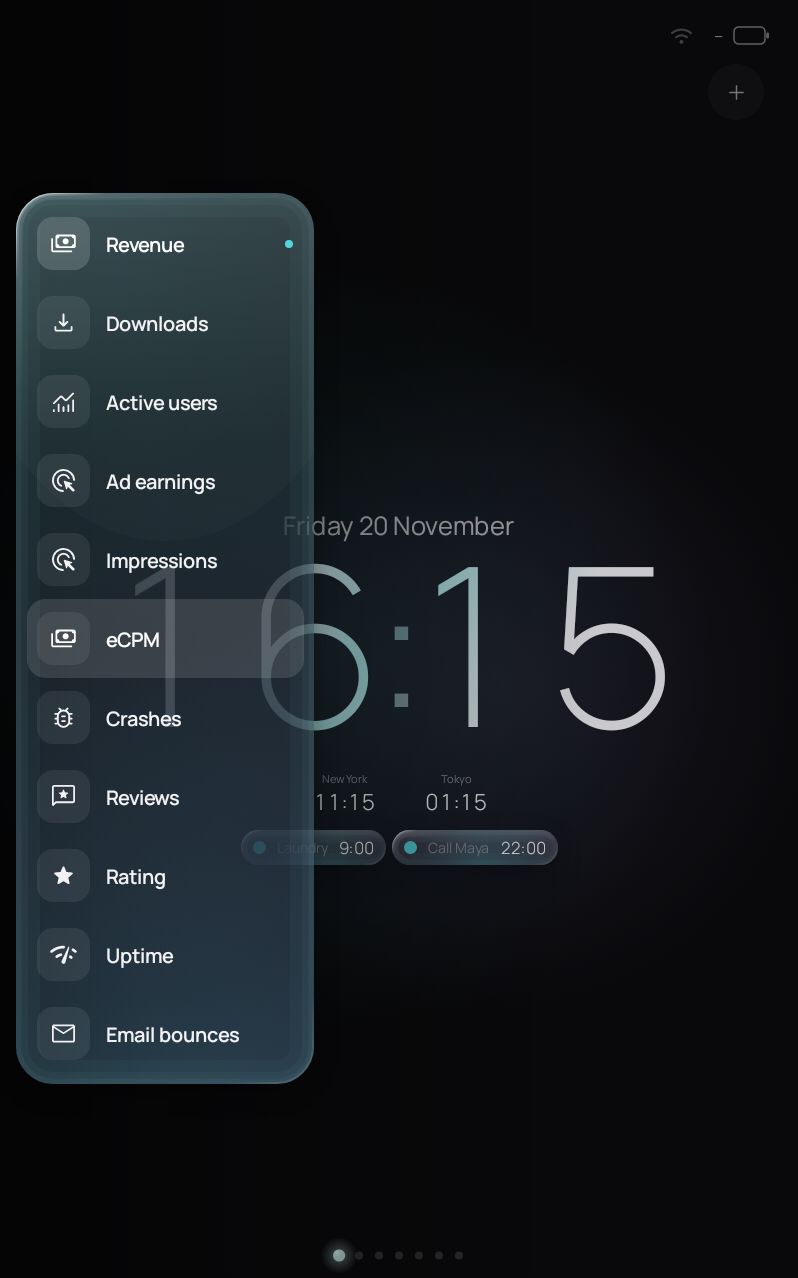 –
+
Revenue
Downloads
Active users
Ad earnings
Impressions
eCPM
Crashes
Reviews
Rating
Uptime
Email bounces
Friday 20 November
16:15
New York Tokyo
11:15 01:15
Laundry 9:00 Call Maya 22:00